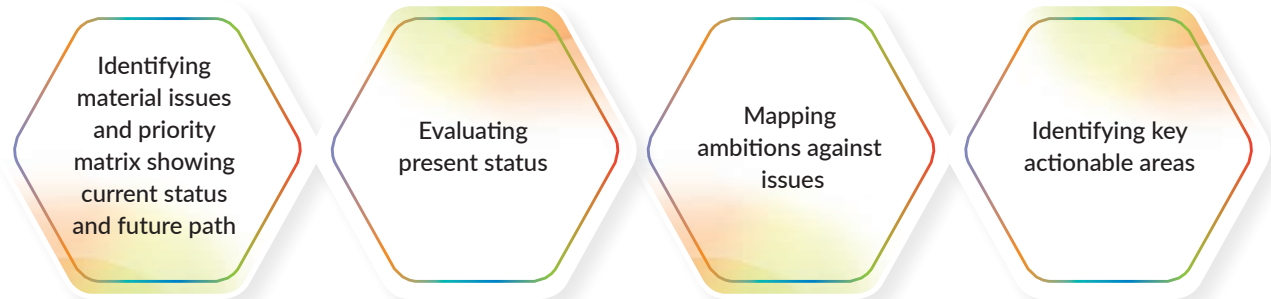 Identifying
material issues
and priority
matrix showing
current status
and future path
Evaluating
present status
Mapping
ambitions against
issues
Identifying key
actionable areas